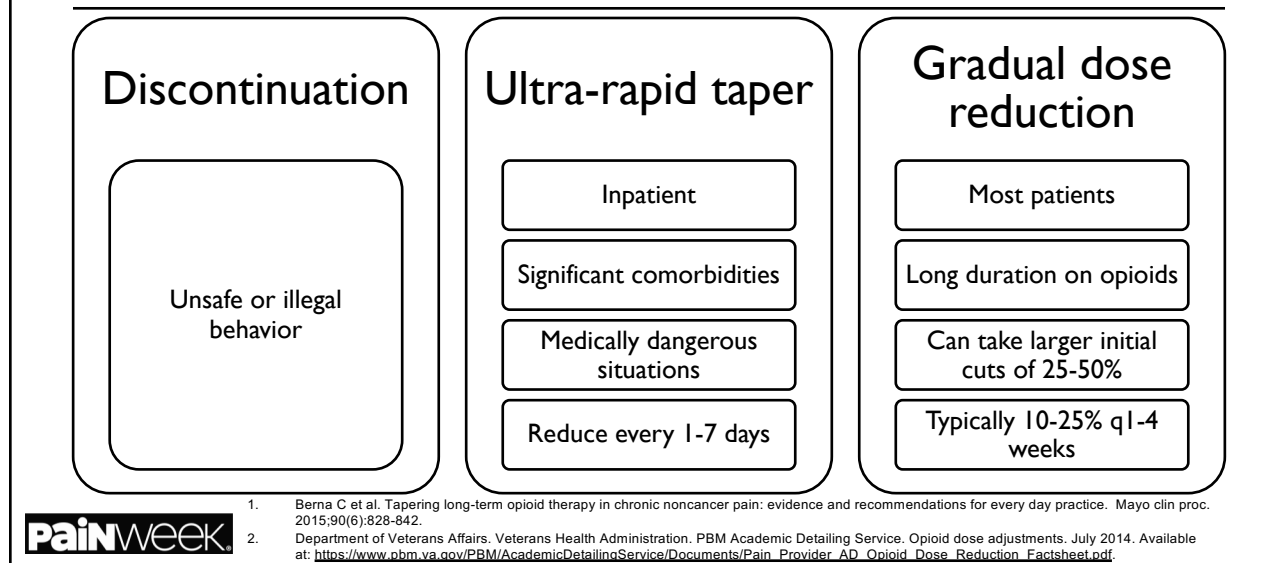 Discontinuation
Unsafe or illegal
behavior
Ultra-rapid taper
Inpatient
Significant comorbidities
Medically dangerous
situations
Reduce every 1-7 days
Gradual dose
reduction
Most patients
Long duration on opioids
Can take larger initial
cuts of 25-50%
Typically 10-25% q1-4
weeks
PaiNWeek.
1. Berna C et al. Tapering long-term opioid therapy in chronic noncancer pain: evidence and recommendations for every day practice. Mayo clin proc.
2015;90(6):828-842.
2. Department of Veterans Affairs. Veterans Health Administration. PBM Academic Detailing Service. Opioid dose adjustments. July 2014. Available
at: https://www.pbm.va.gov/PBM/AcademicDetailingService/Documents/Pain_Provider_AD_Opioid_Dose_Reduction_Factsheet.pdf.